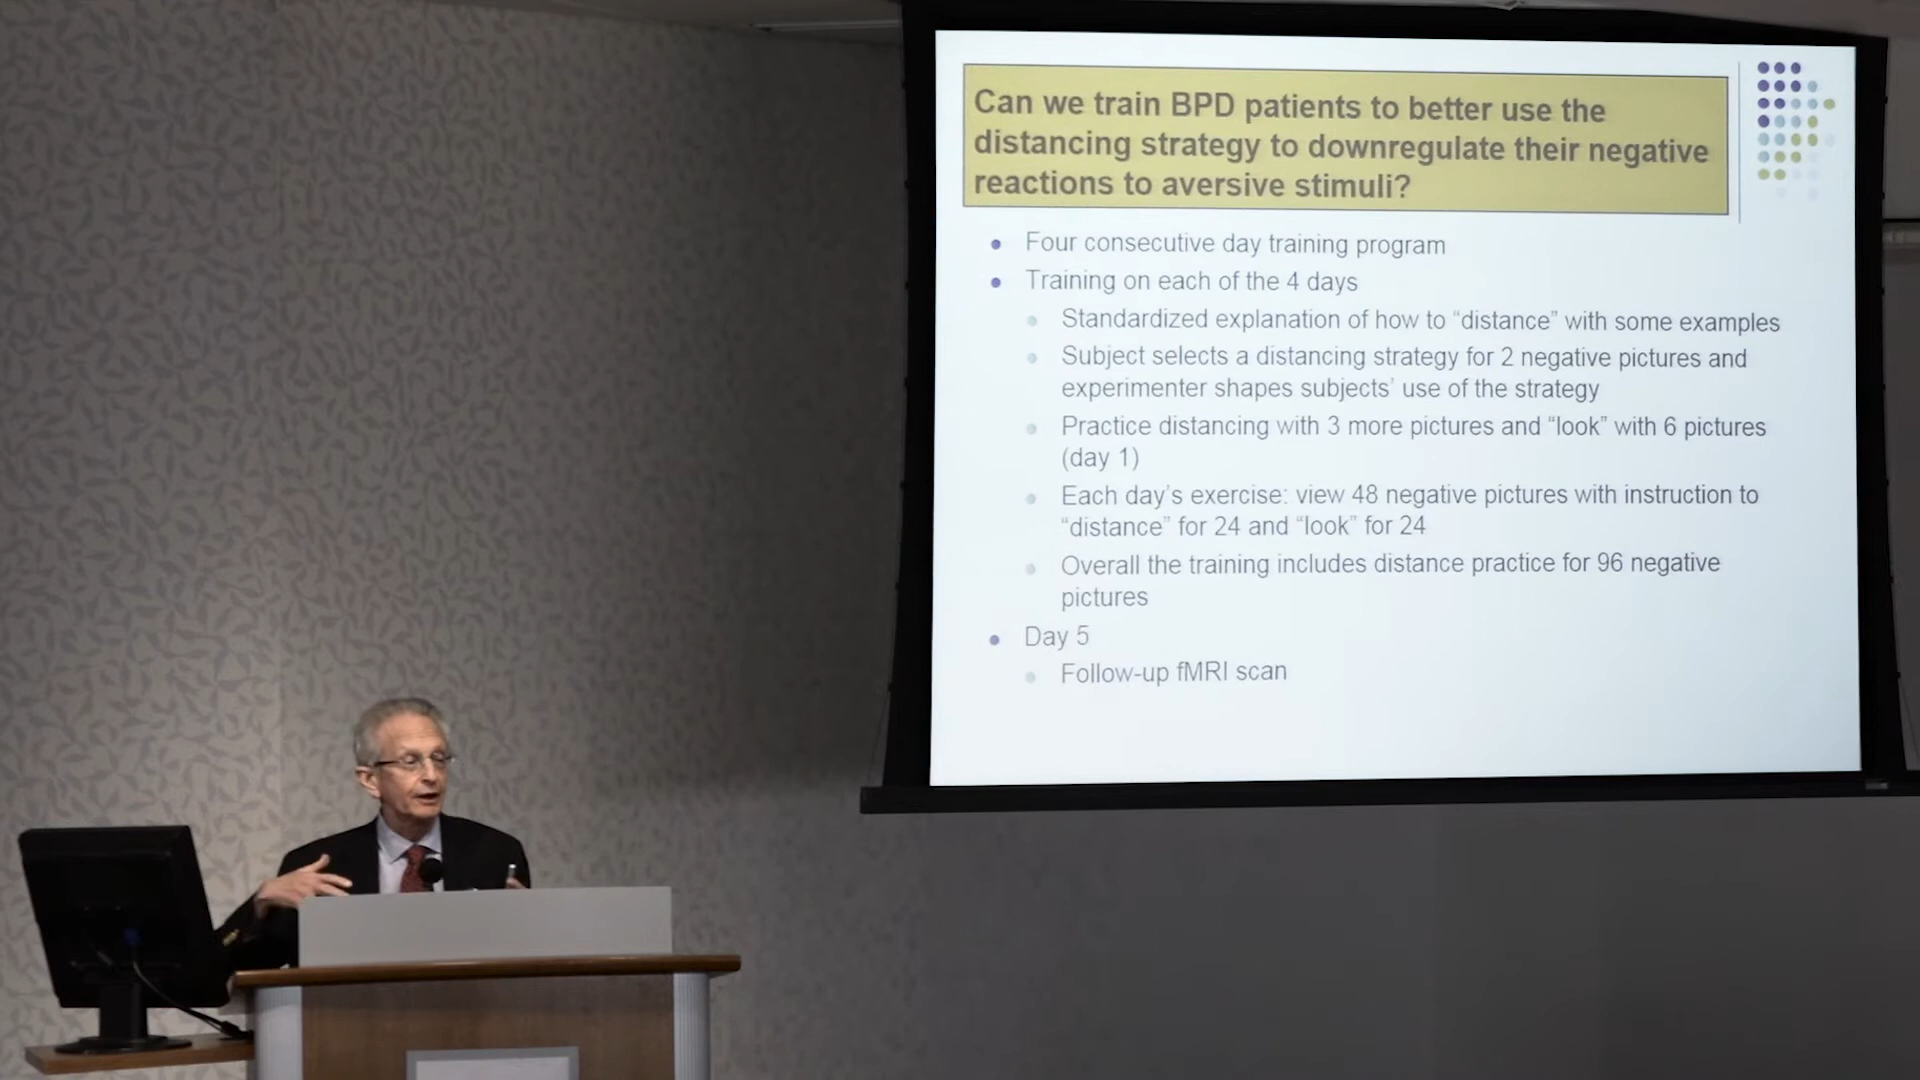 Can we train BPD patients to better use the
distancing strategy to downregulate their negative
reactions to aversive stimuli?
Four consecutive day training program
Training on each of the 4 days
Standardized explanation of how to “distance” with some examples
Subject selects a distancing strategy for 2 negative pictures and
experimenter shapes subjects’ use of the strategy
Practice distancing with 3 more pictures and “look” with 6 pictures
(day 1)
Each day’s exercise: view 48 negative pictures with instruction to
“distance” for 24 and “look” for 24
Overall the training includes distance practice for 96 negative
pictures
Day 5
Follow-up fMRI scan